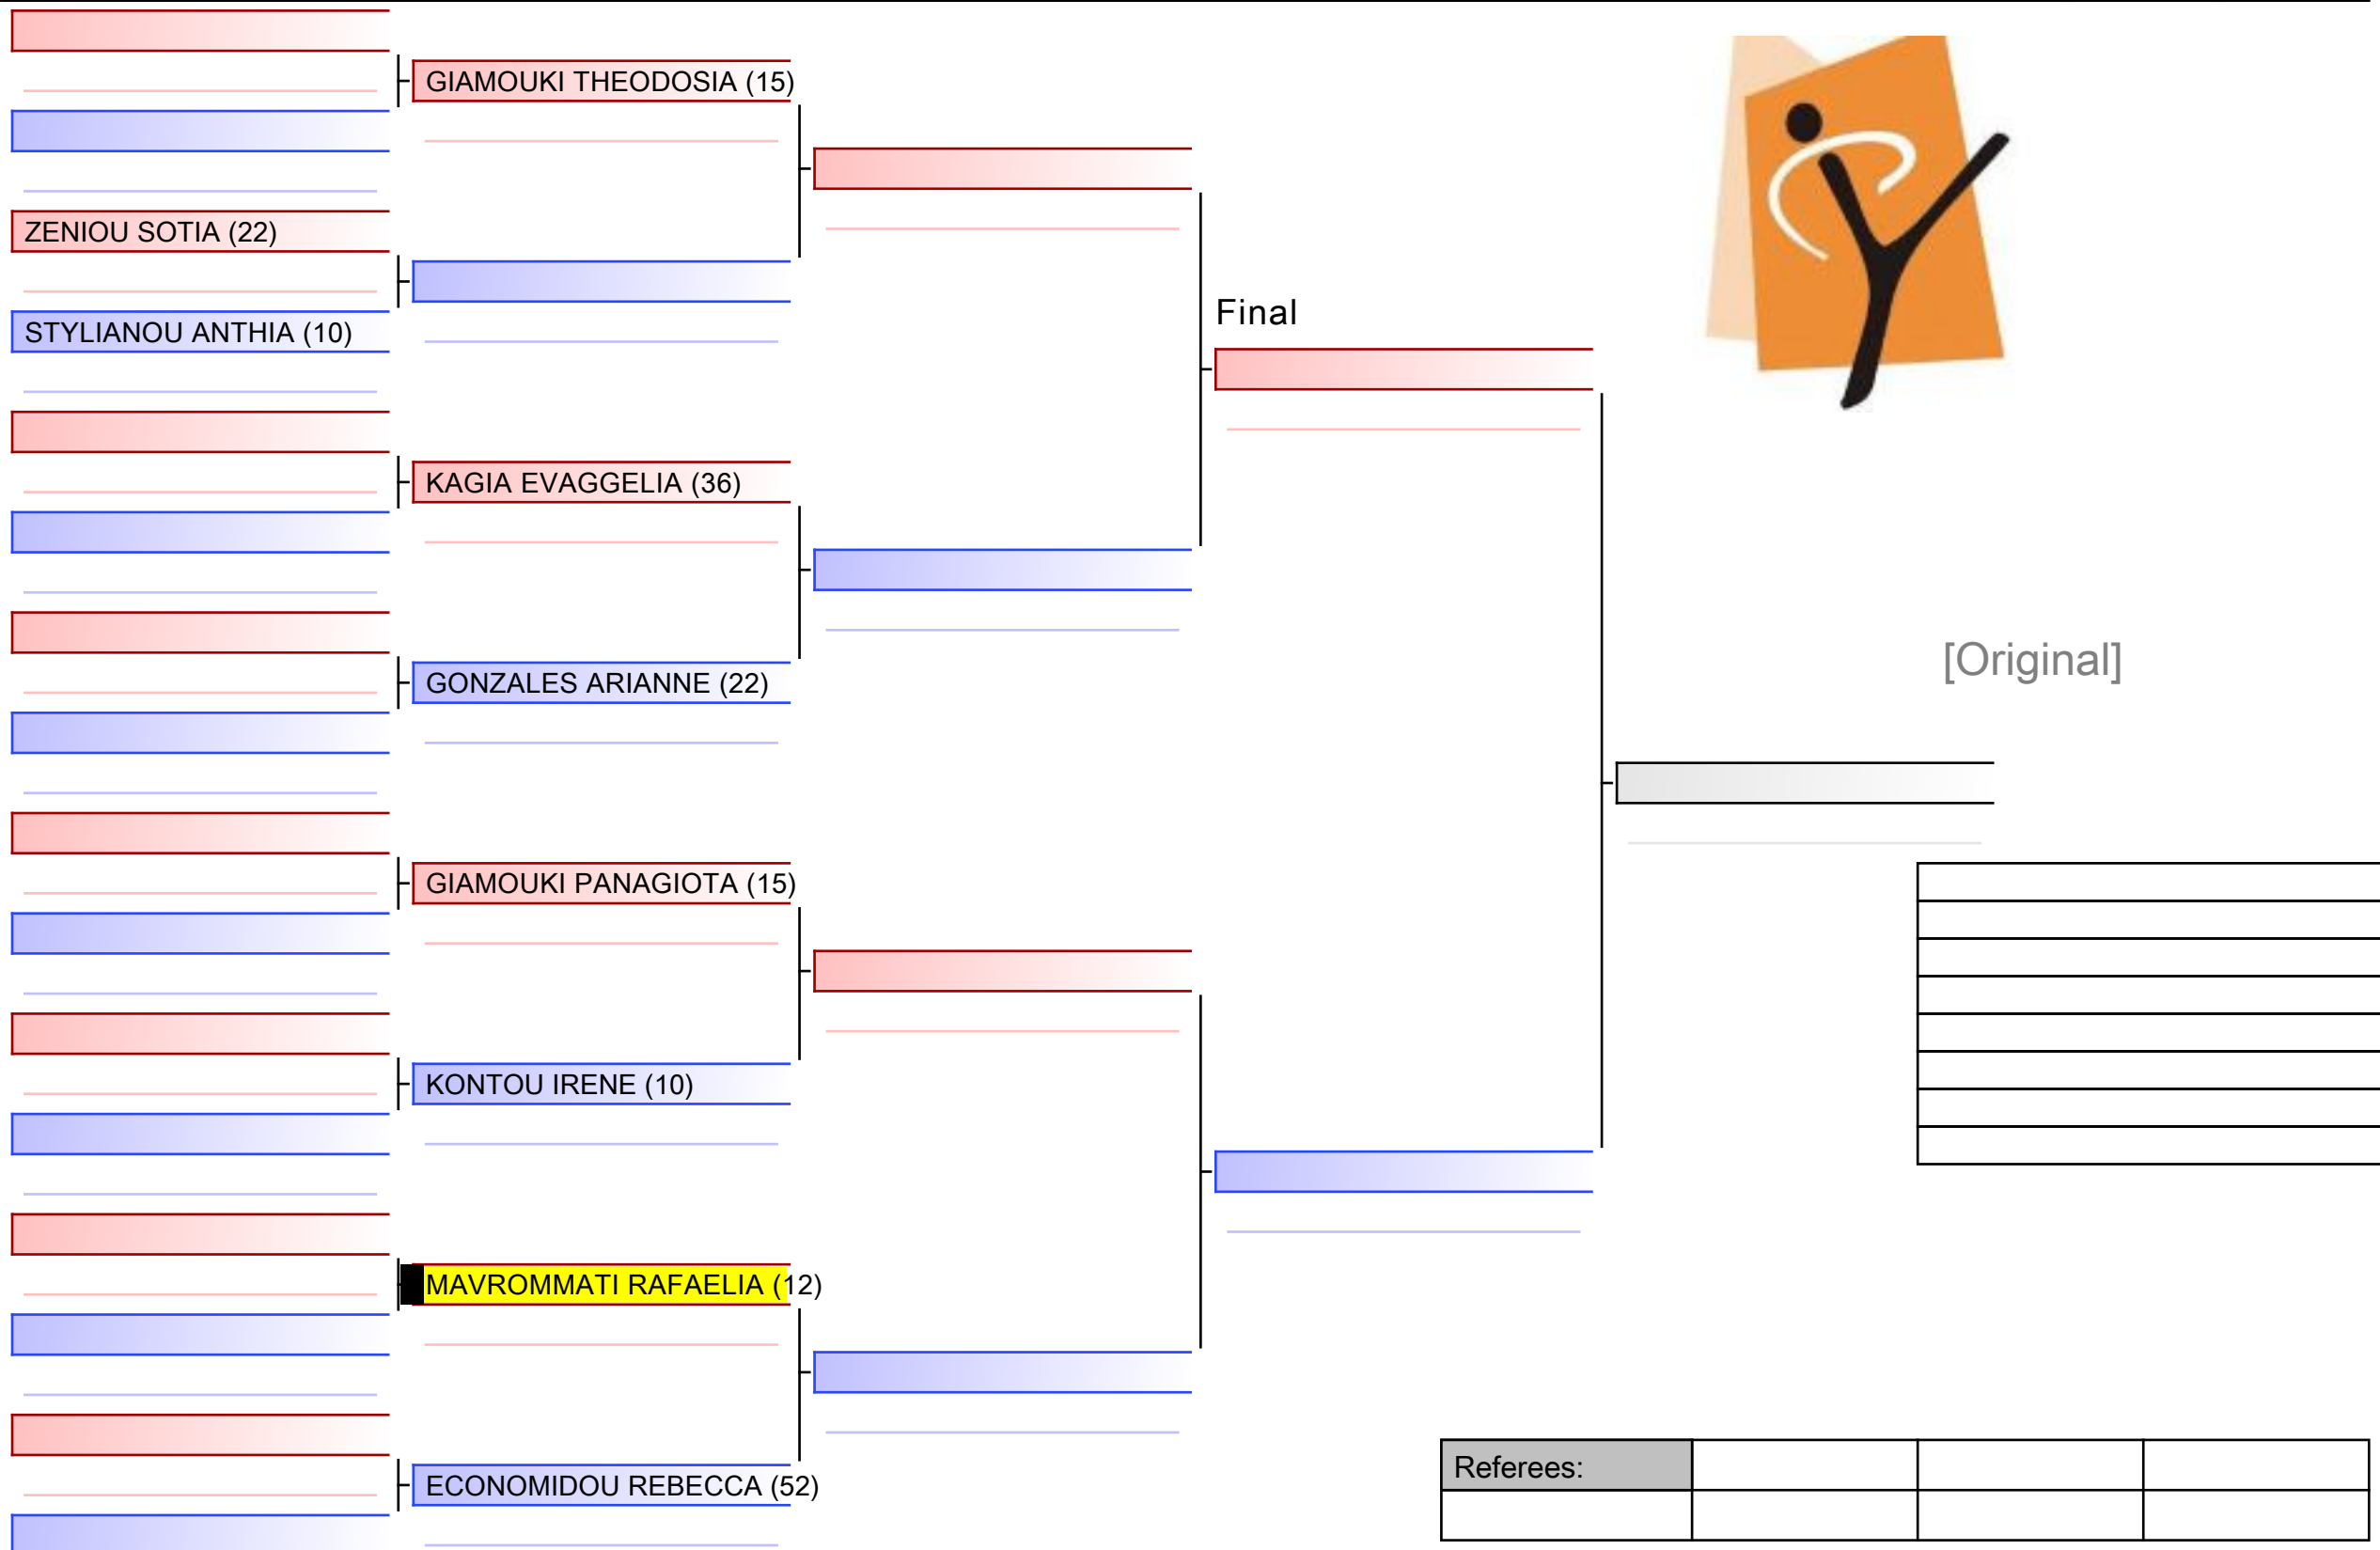 GIAMOUKI THEODOSIA (15)
ZENIOU SOTIA (22)
STYLIANOU ANTHIA (10)
Final
KAGIA EVAGGELIA (36)
[Original]
GONZALES ARIANNE (22)
GIAMOUKI PANAGIOTA (15)
KONTOU IRENE (10)
MAVROMMATI RAFAELIA (12)
Referees:
ECONOMIDOU REBECCA (52)